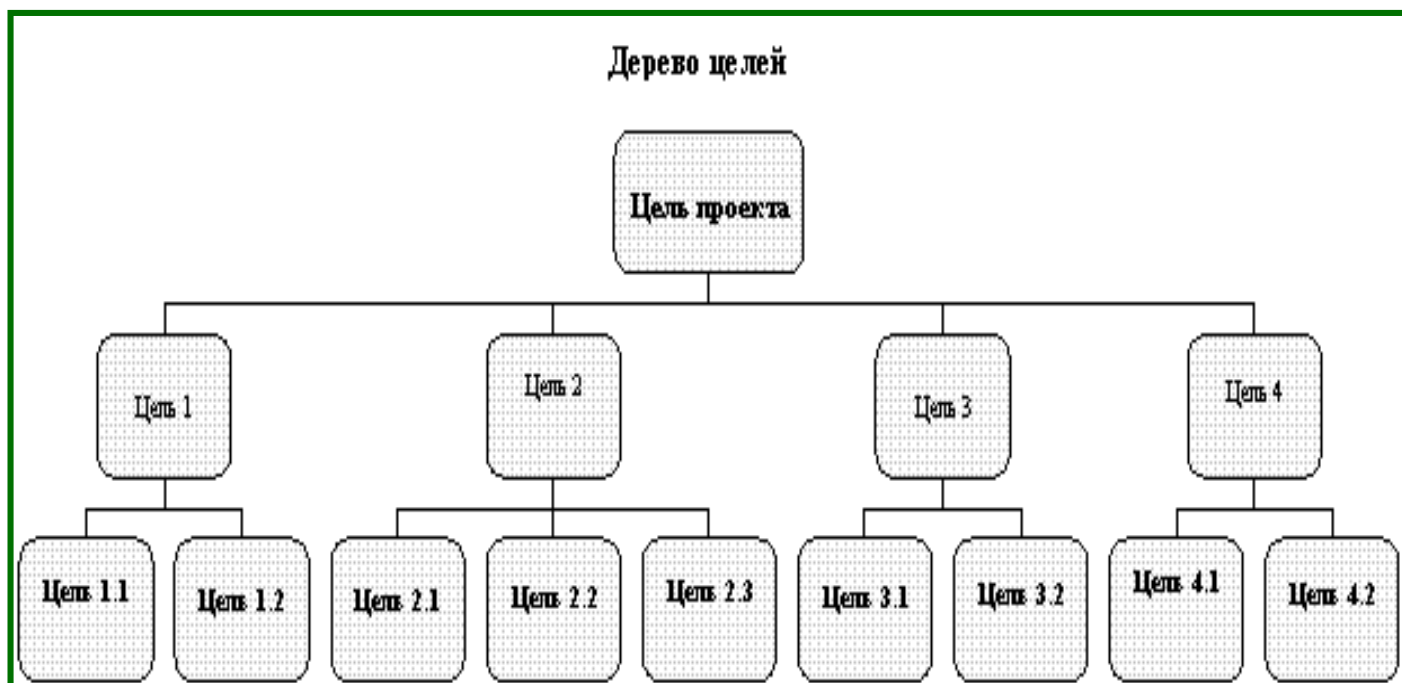 Дерево целей
Цель проекта
Цель 1
Цель 2
Цель 3
Цель 4
Цель 1.1
Цель 1.2
Цель 2.1
Цель 2.2
Цель 2.3
Цель 3.1
Цель 3.2
Цель 4.1
Цель 4.2